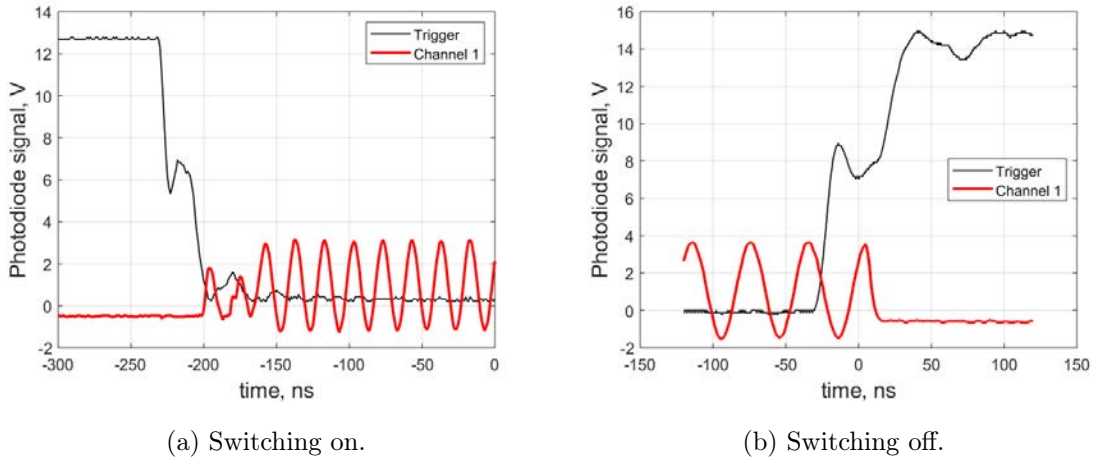 14
12
10
8
6
4
2
0
-2
-300 -250 -200 -150 -100 -50 0
Photodiode signal, V
time, ns
Trigger
Channel 1
(a) Switching on.
16
14
12
10
8
6
4
2
0
-2
-150 -100 -50 0 50 100 150
Photodiode signal, V
time, ns
Trigger
Channel 1
(b) Switching off.